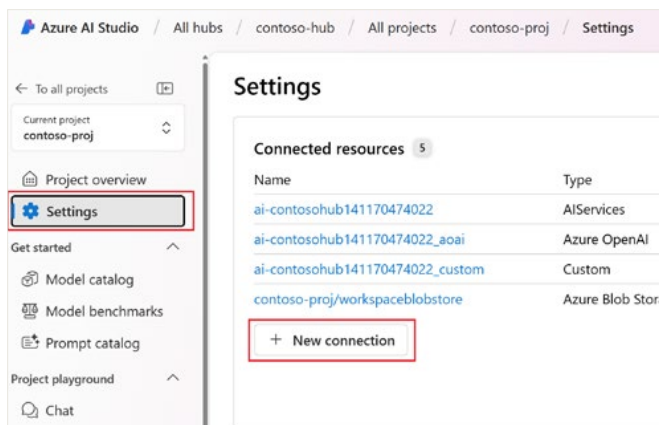 Azure AI Studio / All hubs / contoso-hub / All projects / contoso-proj / Settings
To all projects
Current project
contoso-proj
Project overview
Settings
Get started
Model catalog
Model benchmarks
Prompt catalog
Project playground
Chat
Settings
Connected resources 5
Name Type
ai-contosohub141170474022 AIServices
ai-contosohub141170474022_aoai Azure OpenAI
ai-contosohub141170474022_custom Custom
contoso-proj/workspaceblobstore Azure Blob Stor
+ New connection